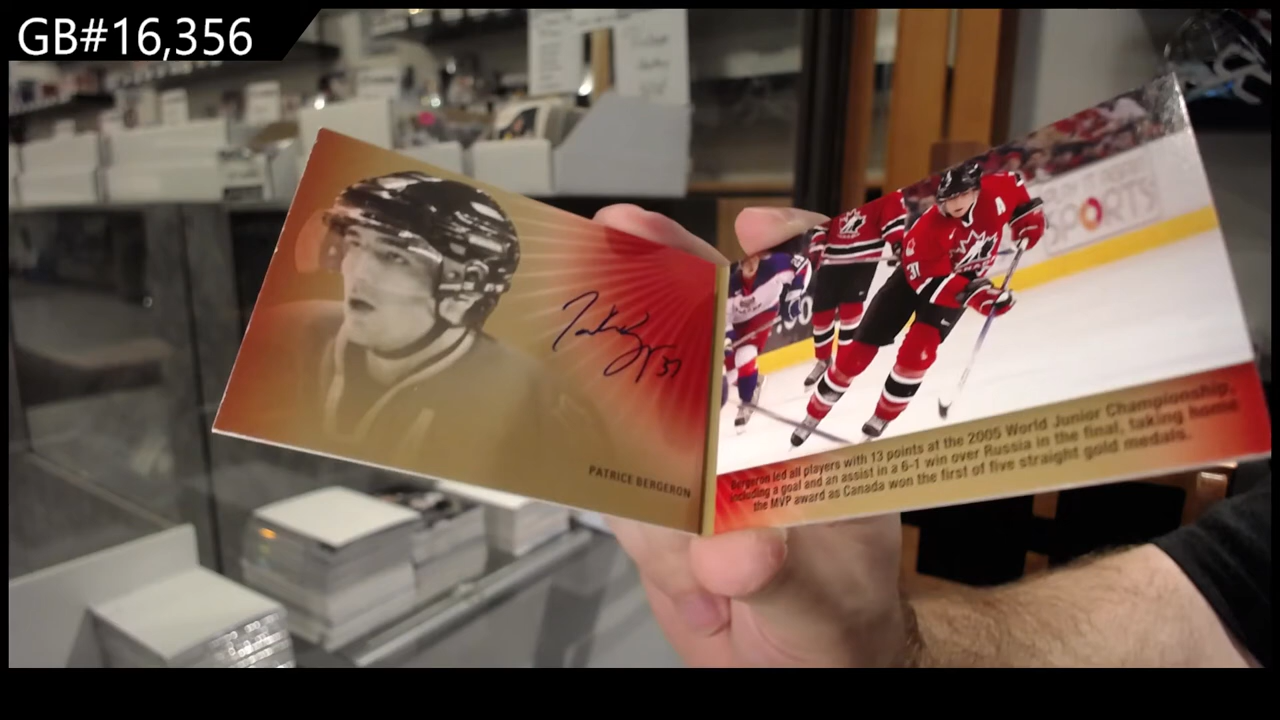 GB#16,356
PATRICE BERGERON
37
SPORTS
A
37
Bergeron led all players with 13 points at the 2005 World Junior Championship,
including a goal and an assist in a 6-1 win over Russia in the final, taking home
the MVP award as Canada won the first of five straight gold medals.